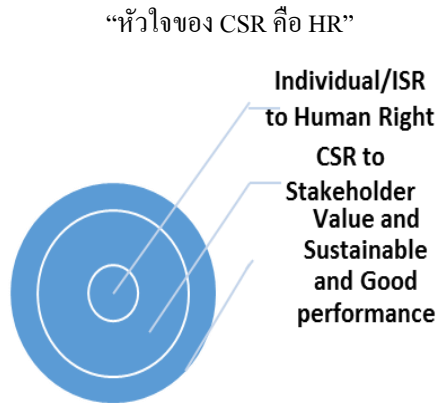 “หัวใจของ CSR คือ HR”
Individual/ISR
to Human Right
CSR to
Stakeholder
Value and
Sustainable
and Good
performance